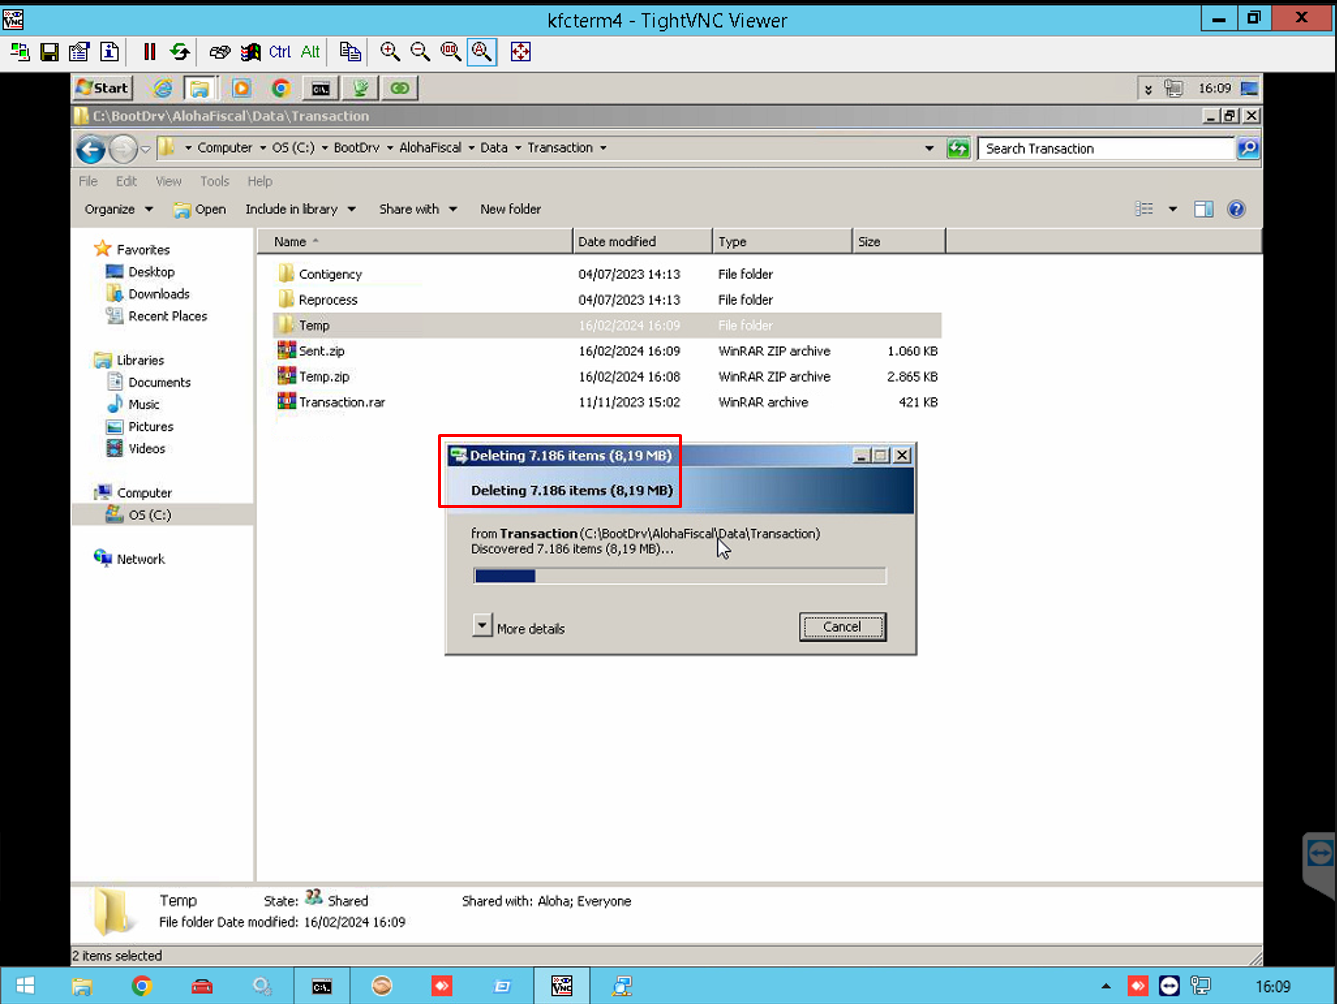 kfcterm4 - TightVNC Viewer
Ctrl Alt
Start
16:09
C:\BootDrv\AlohaFiscal\Data\Transaction
Computer OS (C:) BootDrv AlohaFiscal Data Transaction
Search Transaction
File Edit View Tools Help
Organize Open Include in library Share with New folder
Name Date modified Type Size
Favorites
Desktop
Downloads
Recent Places
Libraries
Documents
Music
Pictures
Videos
Computer
OS (C:)
Network
Contigency 04/07/2023 14:13 File folder
Reprocess 04/07/2023 14:13 File folder
Temp 16/02/2024 16:09 File folder
Sent.zip 16/02/2024 16:09 WinRAR ZIP archive 1.060 KB
Temp.zip 16/02/2024 16:08 WinRAR ZIP archive 2.865 KB
Transaction.rar 11/11/2023 15:02 WinRAR archive 421 KB
Deleting 7.186 items (8,19 MB)
Deleting 7.186 items (8,19 MB)
from Transaction (C:\BootDrv\AlohaFiscal\Data\Transaction)
Discovered 7.186 items (8,19 MB)...
More details
Cancel
Temp State: Shared Shared with: Aloha; Everyone
File folder Date modified: 16/02/2024 16:09
2 items selected
16:09